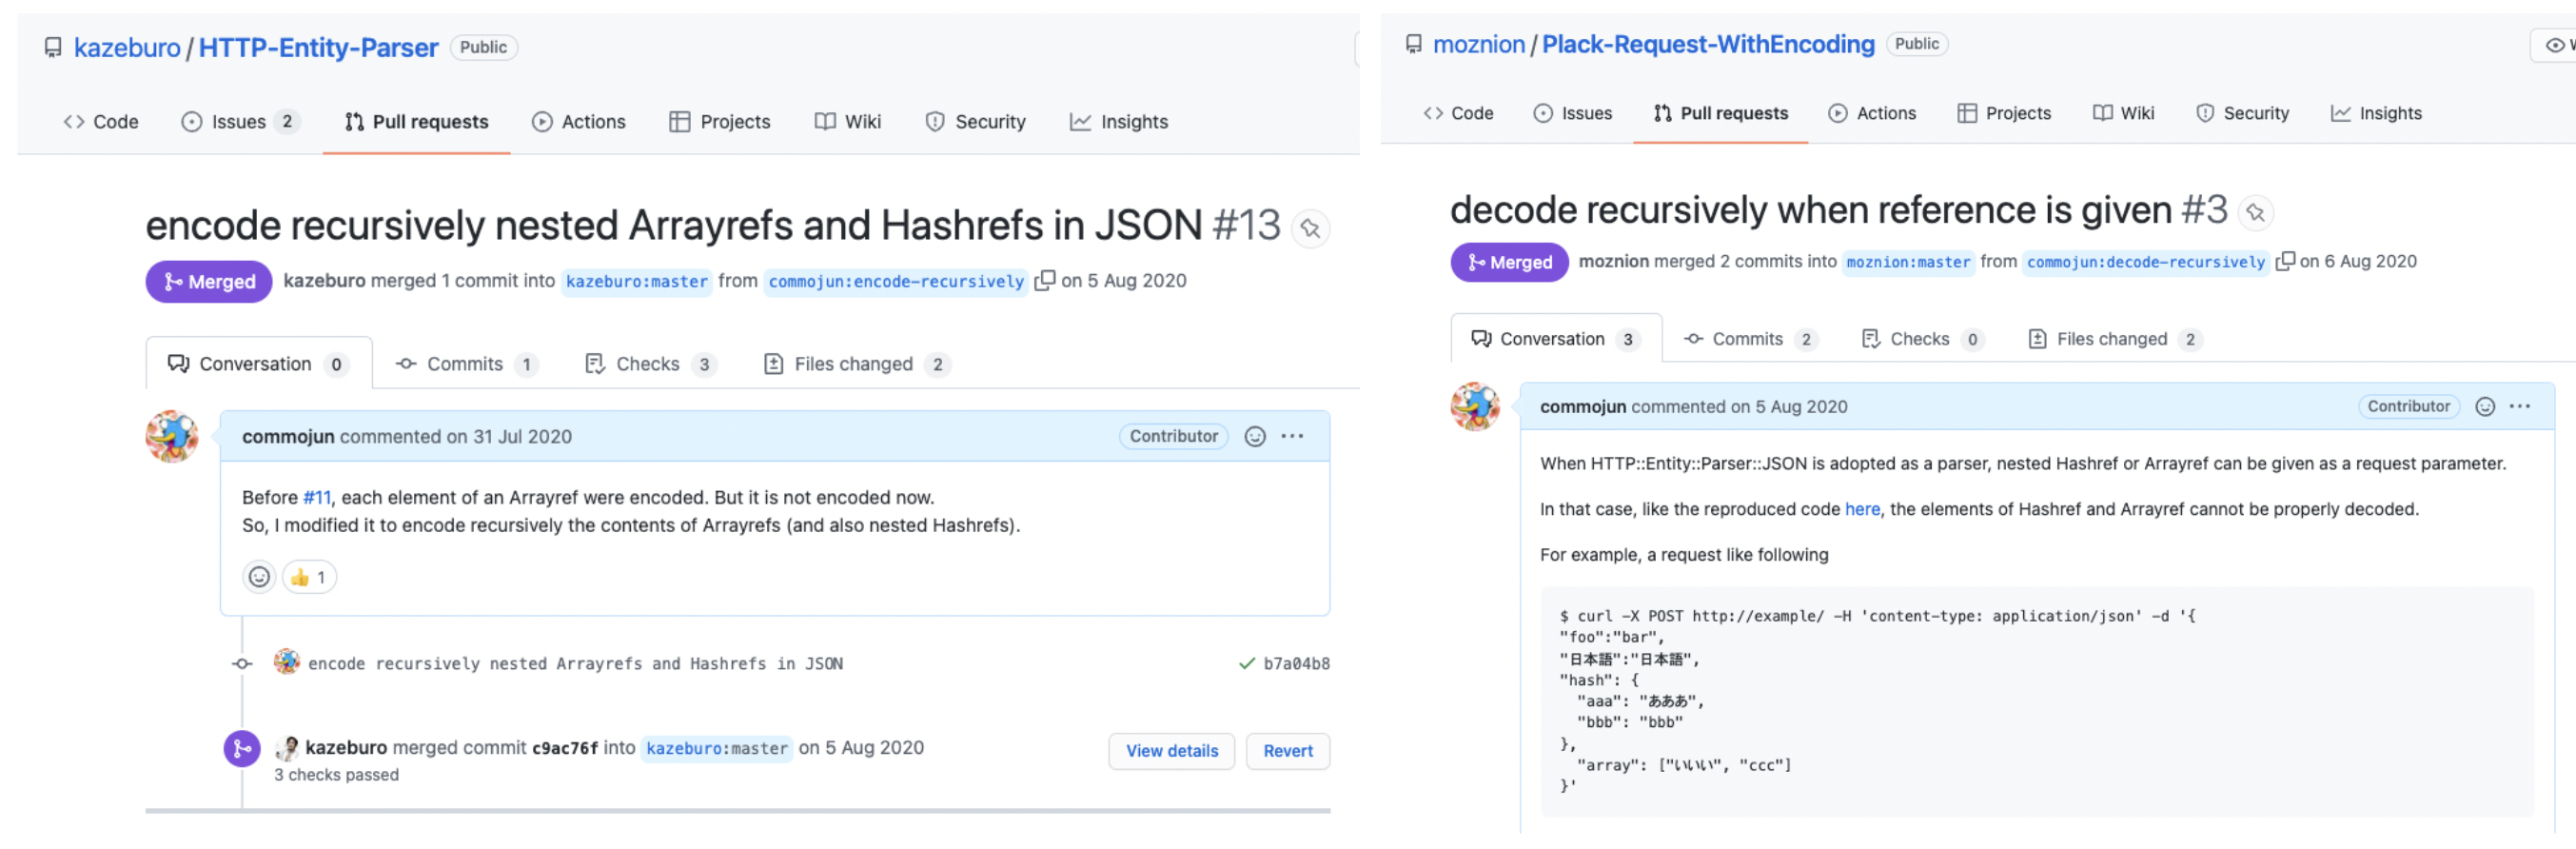 kazeburo/HTTP-Entity-Parser Public
Code Issues 2 Pull requests Actions Projects Wiki Security Insights
encode recursively nested Arrayrefs and Hashrefs in JSON #13
Merged kazeburo merged 1 commit into kazeburo:master from commojun:encode-recursively on 5 Aug 2020
Conversation 0 Commits 1 Checks 3 Files changed 2
commojun commented on 31 Jul 2020 Contributor
Before #11, each element of an Arrayref were encoded. But it is not encoded now.
So, I modified it to encode recursively the contents of Arrayrefs (and also nested Hashrefs).
👍 1
encode recursively nested Arrayrefs and Hashrefs in JSON b7a04b8
kazeburo merged commit c9ac76f into kazeburo:master on 5 Aug 2020 View details Revert
3 checks passed
moznion/Plack-Request-WithEncoding Public
Code Issues Pull requests Actions Projects Wiki Security Insights
decode recursively when reference is given #3
Merged moznion merged 2 commits into moznion:master from commojun:decode-recursively on 6 Aug 2020
Conversation 3 Commits 2 Checks 0 Files changed 2
commojun commented on 5 Aug 2020 Contributor
When HTTP::Entity::Parser::JSON is adopted as a parser, nested Hashref or Arrayref can be given as a request parameter.
In that case, like the reproduced code here, the elements of Hashref and Arrayref cannot be properly decoded.
For example, a request like following
$ curl -X POST http://example/ -H 'content-type: application/json' -d '{
"foo":"bar",
"日本語":"日本語",
"hash": {
"aaa": "あああ",
"bbb": "bbb"
},
"array": ["いいい", "ccc"]
}'